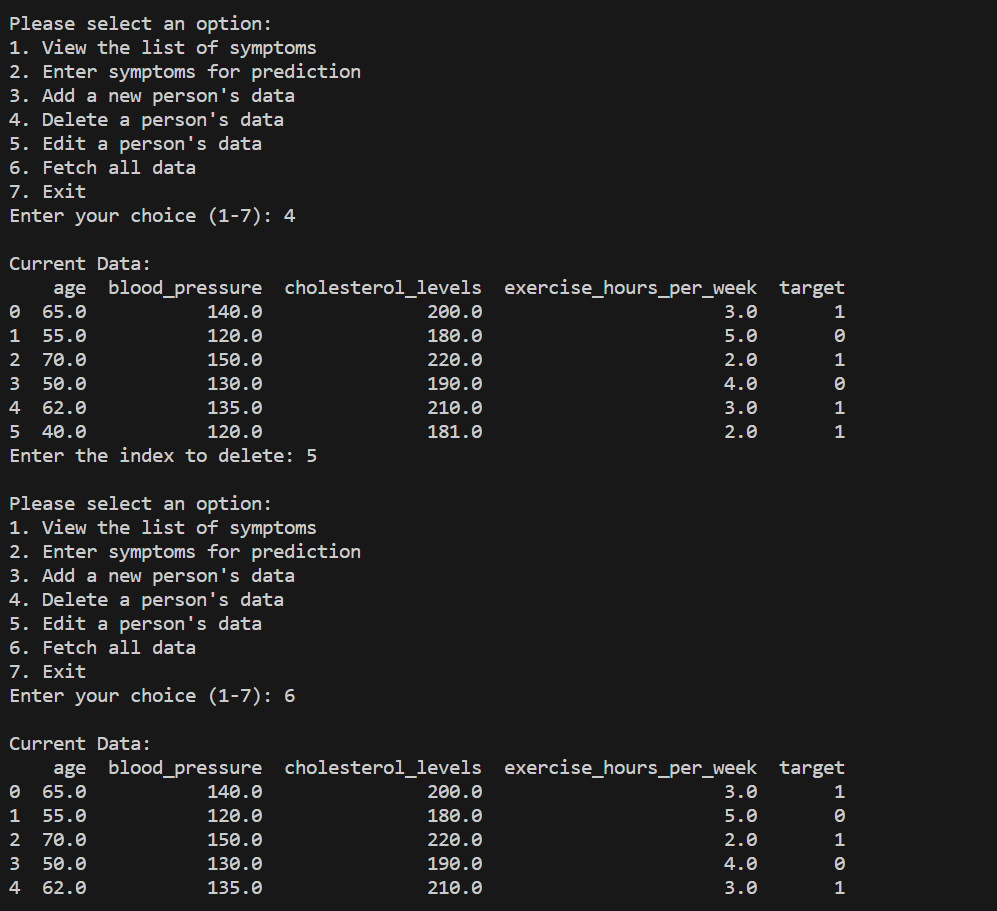 Please select an option:
1. View the list of symptoms
2. Enter symptoms for prediction
3. Add a new person's data
4. Delete a person's data
5. Edit a person's data
6. Fetch all data
7. Exit
Enter your choice (1-7): 4

Current Data:
    age  blood_pressure  cholesterol_levels  exercise_hours_per_week  target
0  65.0           140.0               200.0                      3.0       1
1  55.0           120.0               180.0                      5.0       0
2  70.0           150.0               220.0                      2.0       1
3  50.0           130.0               190.0                      4.0       0
4  62.0           135.0               210.0                      3.0       1
5  40.0           120.0               181.0                      2.0       1
Enter the index to delete: 5

Please select an option:
1. View the list of symptoms
2. Enter symptoms for prediction
3. Add a new person's data
4. Delete a person's data
5. Edit a person's data
6. Fetch all data
7. Exit
Enter your choice (1-7): 6

Current Data:
    age  blood_pressure  cholesterol_levels  exercise_hours_per_week  target
0  65.0           140.0               200.0                      3.0       1
1  55.0           120.0               180.0                      5.0       0
2  70.0           150.0               220.0                      2.0       1
3  50.0           130.0               190.0                      4.0       0
4  62.0           135.0               210.0                      3.0       1